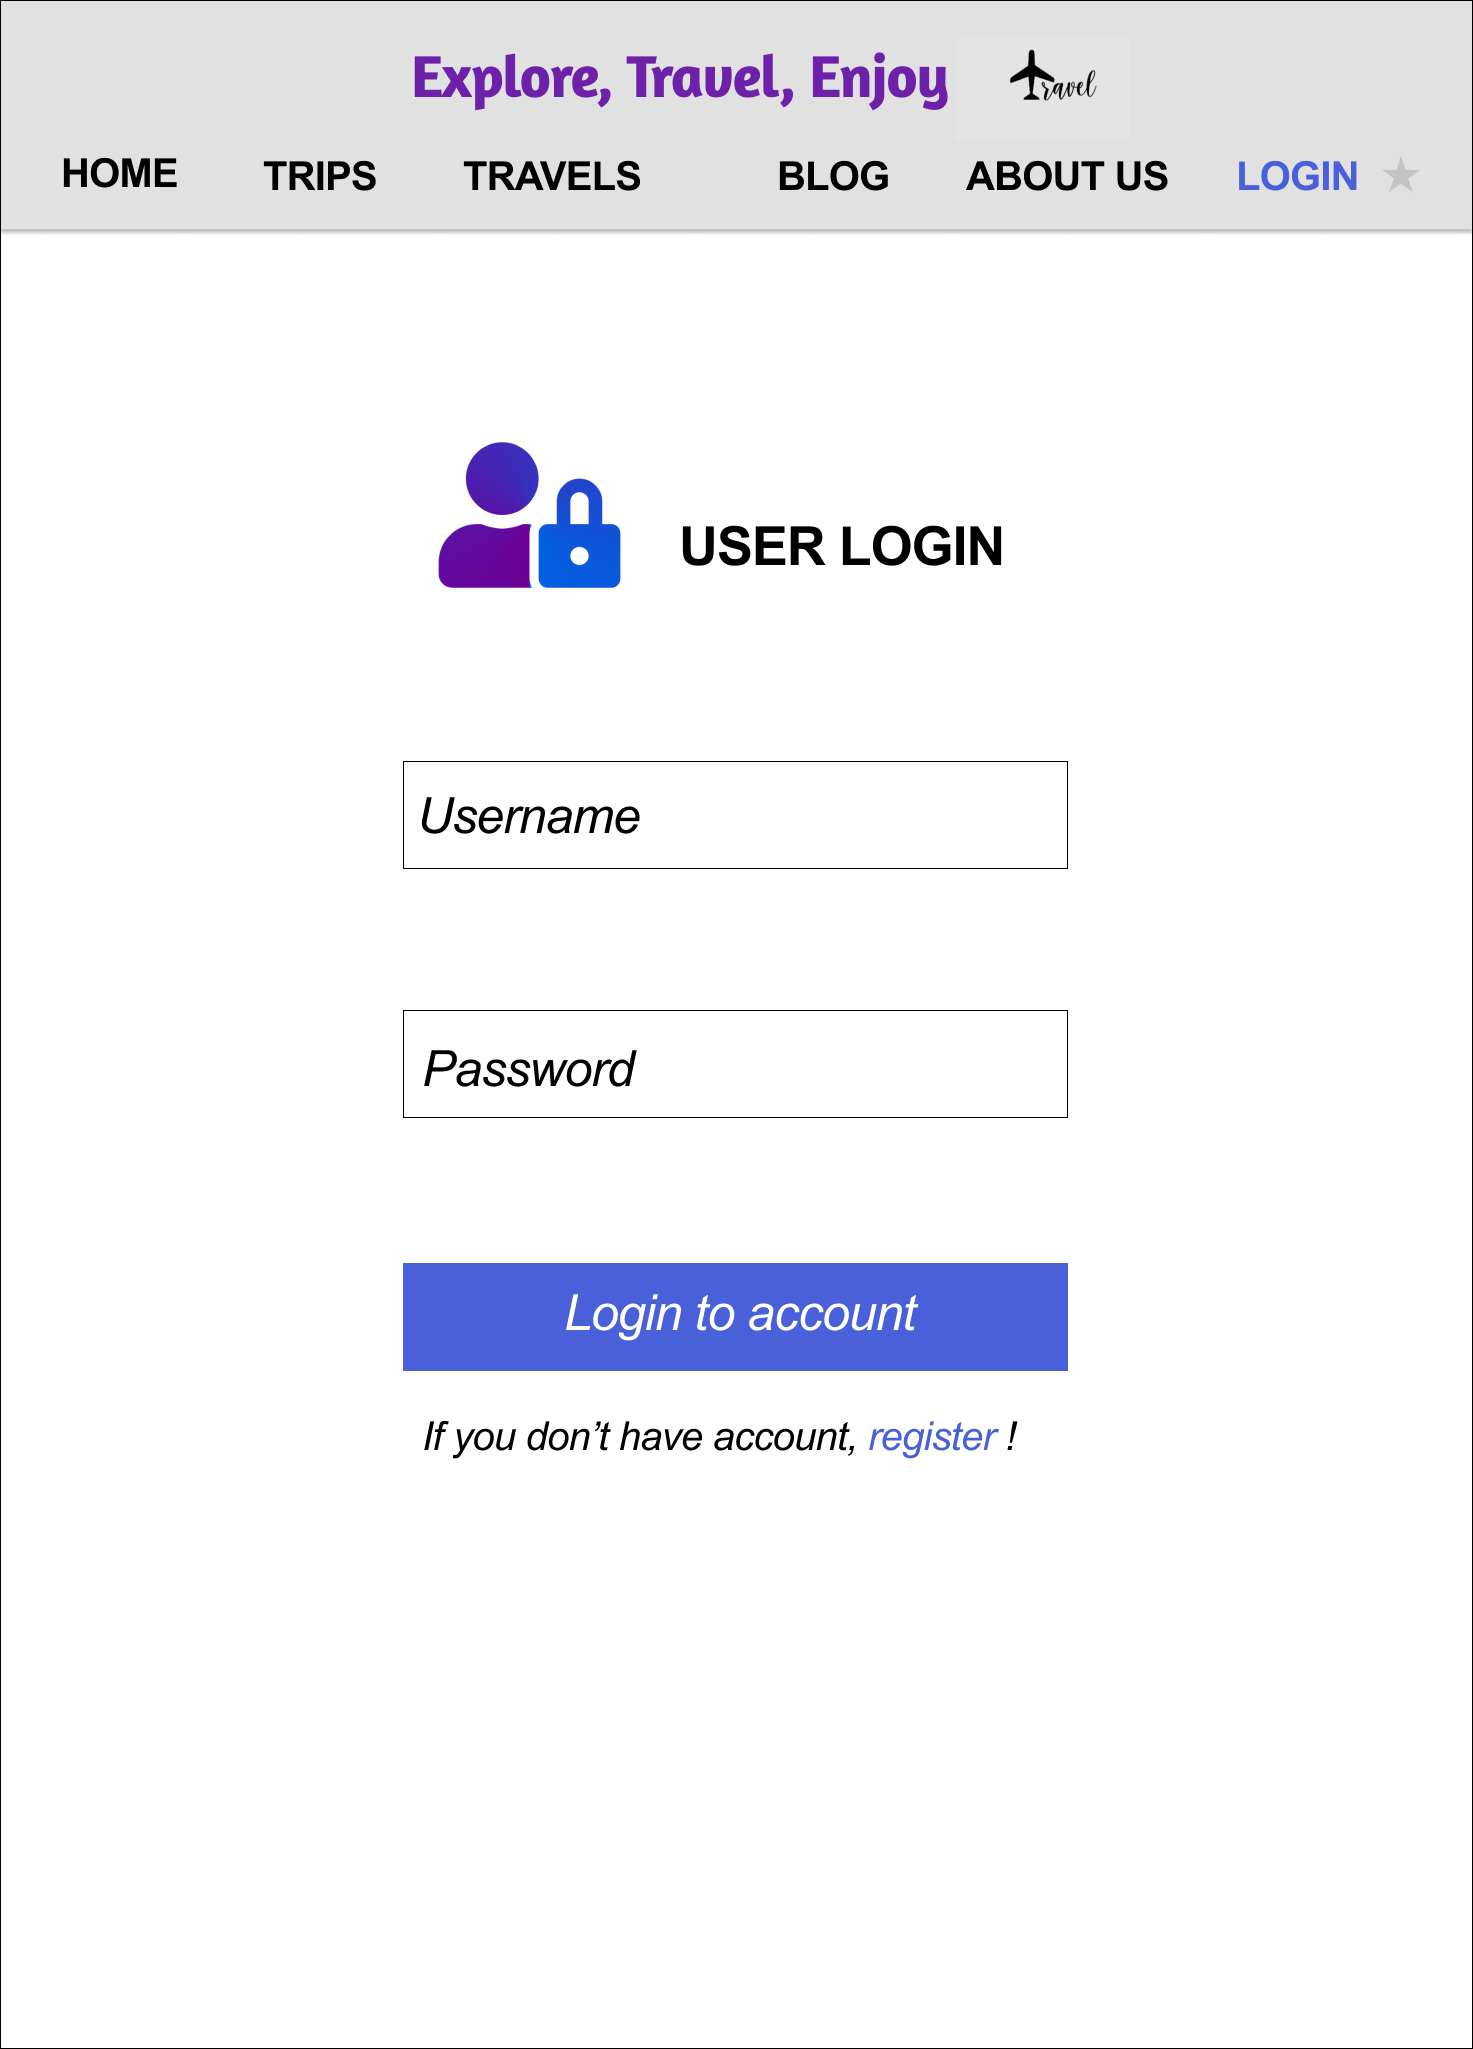 Explore, Travel, Enjoy
ravel
HOME TRIPS TRAVELS BLOG ABOUT US LOGIN
USER LOGIN
Username
Password
Login to account
If you don’t have account, register !